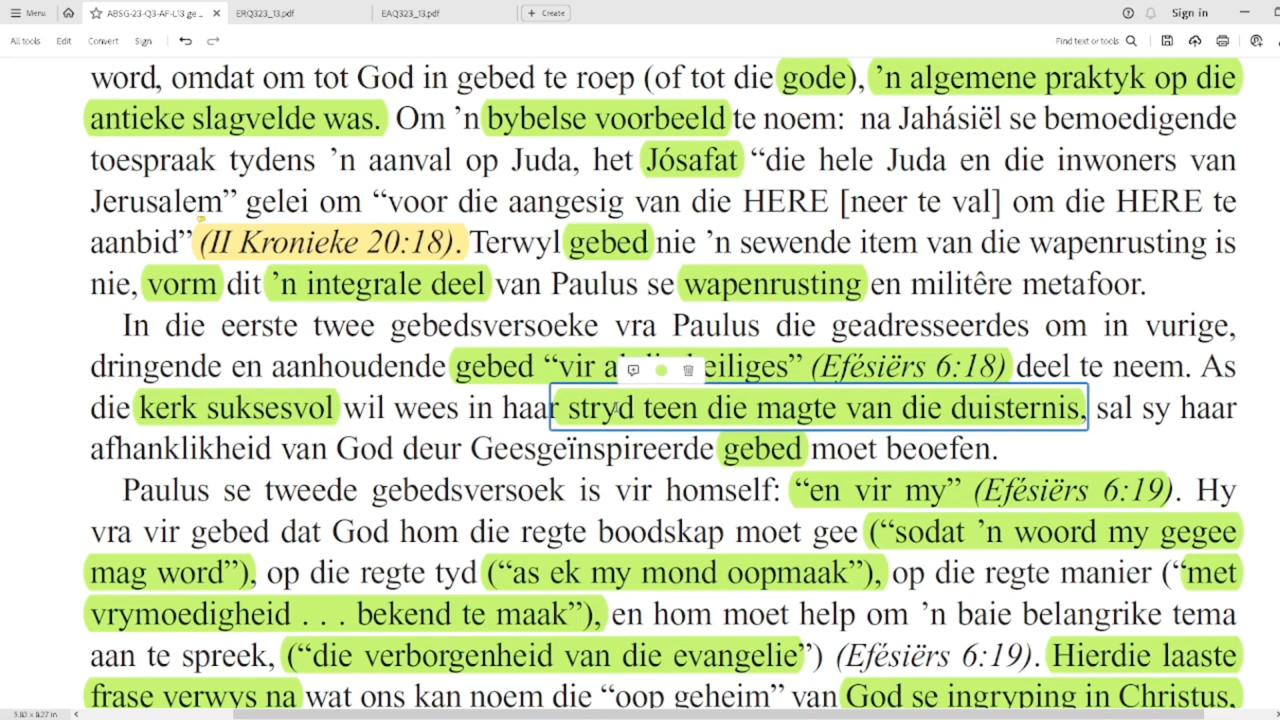 Menu ABSG-23-Q3-AF-L13 ge ... ERQ323_13.pdf EAQ323_13.pdf + Create Sign in
All tools Edit Convert Sign Find text or tools
word, omdat om tot God in gebed te roep (of tot die gode), ’n algemene praktyk op die
antieke slagvelde was. Om ’n bybelse voorbeeld te noem: na Jahásiël se bemoedigende
toespraak tydens ’n aanval op Juda, het Jósafat “die hele Juda en die inwoners van
Jerusalem” gelei om “voor die aangesig van die HERE [neer te val] om die HERE te
aanbid” (II Kronieke 20:18). Terwyl gebed nie ’n sewende item van die wapenrusting is
nie, vorm dit ’n integrale deel van Paulus se wapenrusting en militêre metafoor.
In die eerste twee gebedsversoeke vra Paulus die geadresseerdes om in vurige,
dringende en aanhoudende gebed “vir a eiliges” (Efésiërs 6:18) deel te neem. As
die kerk suksesvol wil wees in haar stryd teen die magte van die duisternis, sal sy haar
afhanklikheid van God deur Geesgeïnspireerde gebed moet beoefen.
Paulus se tweede gebedsversoek is vir homself: “en vir my” (Efésiërs 6:19). Hy
vra vir gebed dat God hom die regte boodskap moet gee (“sodat ’n woord my gegee
mag word”), op die regte tyd (“as ek my mond oopmaak”), op die regte manier (“met
vrymoedigheid . . . bekend te maak”), en hom moet help om ’n baie belangrike tema
aan te spreek, (“die verborgenheid van die evangelie”) (Efésiërs 6:19). Hierdie laaste
frase verwys na wat ons kan noem die “oop geheim” van God se ingryping in Christus,